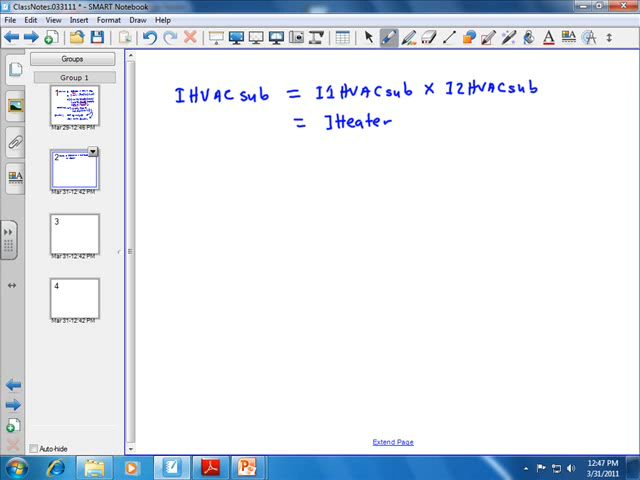 ClassNotes.033111 * - SMART Notebook
File Edit View Insert Format Draw Help
Groups
Group 1
1
Mar 29-12:46 PM
2
Mar 31-12:42 PM
3
Mar 31-12:42 PM
4
Mar 31-12:42 PM
Auto-hide
IHVACsub = I1HVACsub × I2HVACsub
= IHeater
Extend Page
12:47 PM
3/31/2011